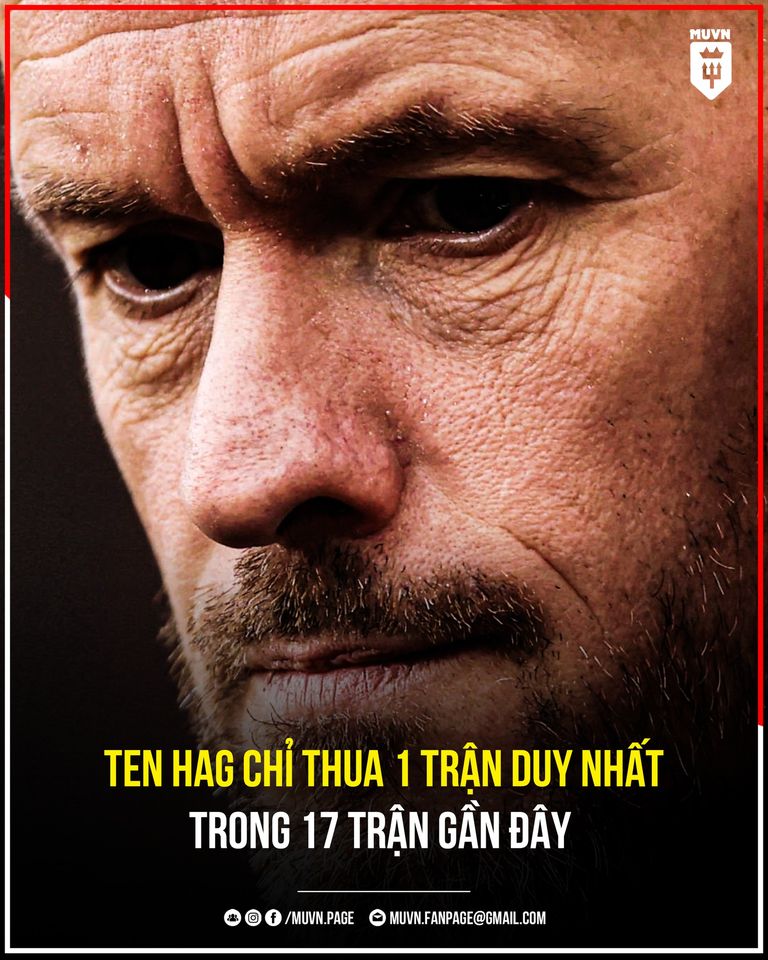 MUVN
TEN HAG CHỈ THUA 1 TRẬN DUY NHẤT
TRONG 17 TRẬN GẦN ĐÂY
/MUVN.PAGE MUVN.FANPAGE@GMAIL.COM